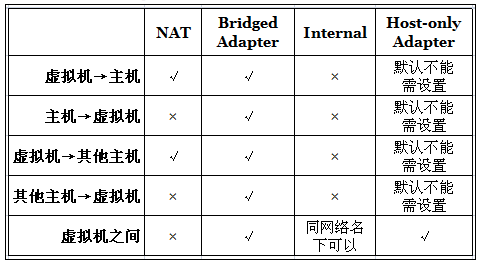 NAT Bridged Adapter Internal Host-only Adapter
虚拟机→主机 √ √ × 默认不能需设置
主机→虚拟机 × √ × 默认不能需设置
虚拟机→其他主机 √ √ × 默认不能需设置
其他主机→虚拟机 × √ × 默认不能需设置
虚拟机之间 × √ 同网络名下可以 √